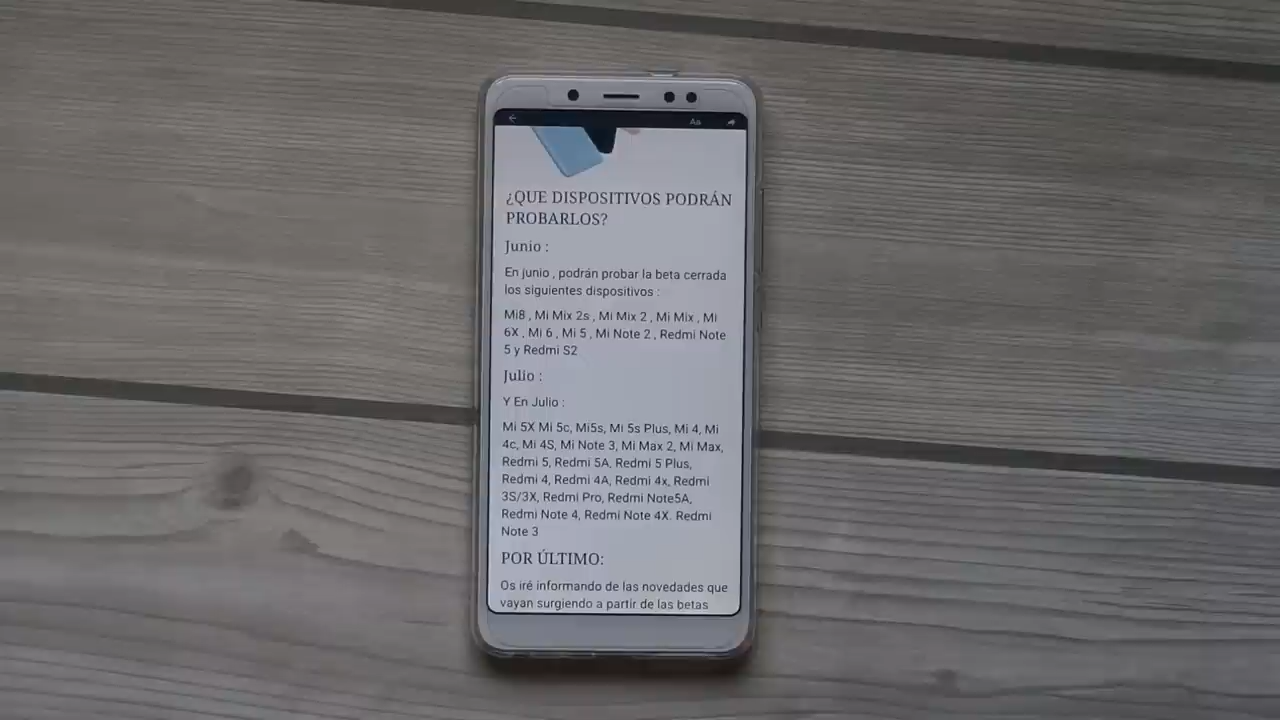 Aa
¿QUE DISPOSITIVOS PODRÁN
PROBARLOS?
Junio :
En junio , podrán probar la beta cerrada
los siguientes dispositivos :
Mi8 , Mi Mix 2s , Mi Mix 2 , Mi Mix , Mi
6X , Mi 6 , Mi 5 , Mi Note 2 , Redmi Note
5 y Redmi S2
Julio :
Y En Julio :
Mi 5X Mi 5c, Mi5s, Mi 5s Plus, Mi 4, Mi
4c, Mi 4S, Mi Note 3, Mi Max 2, Mi Max,
Redmi 5, Redmi 5A, Redmi 5 Plus,
Redmi 4, Redmi 4A, Redmi 4x, Redmi
3S/3X, Redmi Pro, Redmi Note5A,
Redmi Note 4, Redmi Note 4X. Redmi
Note 3
POR ÚLTIMO:
Os iré informando de las novedades que
vayan surgiendo a partir de las betas